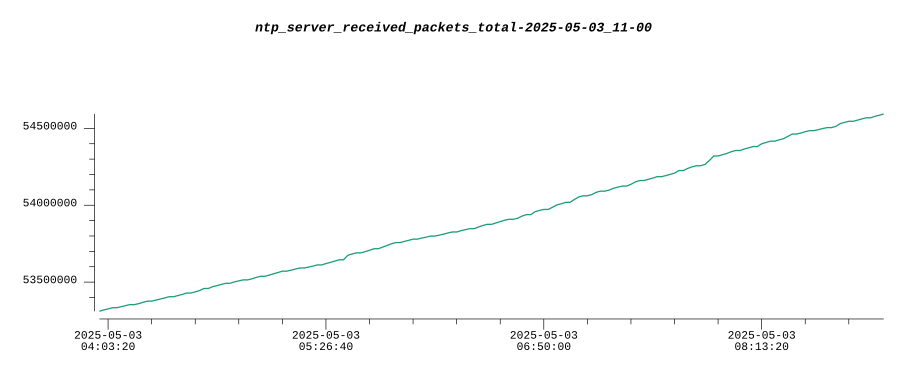 ntp_server_received_packets_total-2025-05-03_11-00
54500000
54000000
53500000
2025-05-03 2025-05-03 2025-05-03 2025-05-03
04:03:20 05:26:40 06:50:00 08:13:20